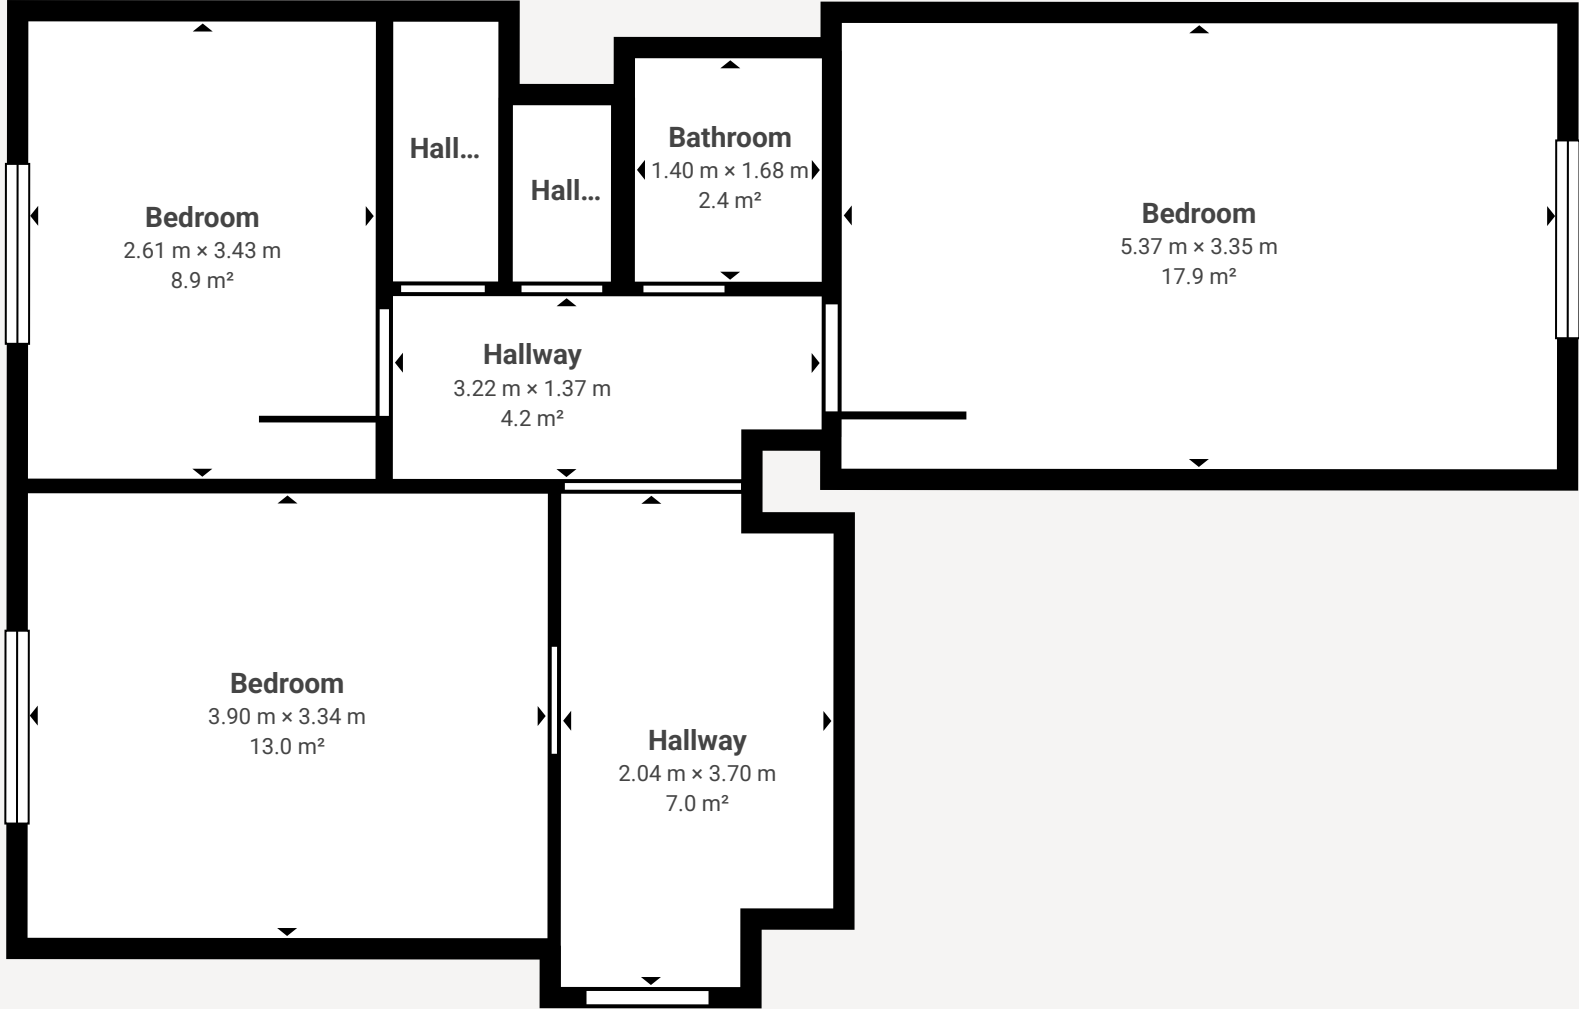 Bedroom
2.61 m × 3.43 m
8.9 m²
Hall...
Hall...
Bathroom
1.40 m × 1.68 m
2.4 m²
Bedroom
5.37 m × 3.35 m
17.9 m²
Hallway
3.22 m × 1.37 m
4.2 m²
Bedroom
3.90 m × 3.34 m
13.0 m²
Hallway
2.04 m × 3.70 m
7.0 m²